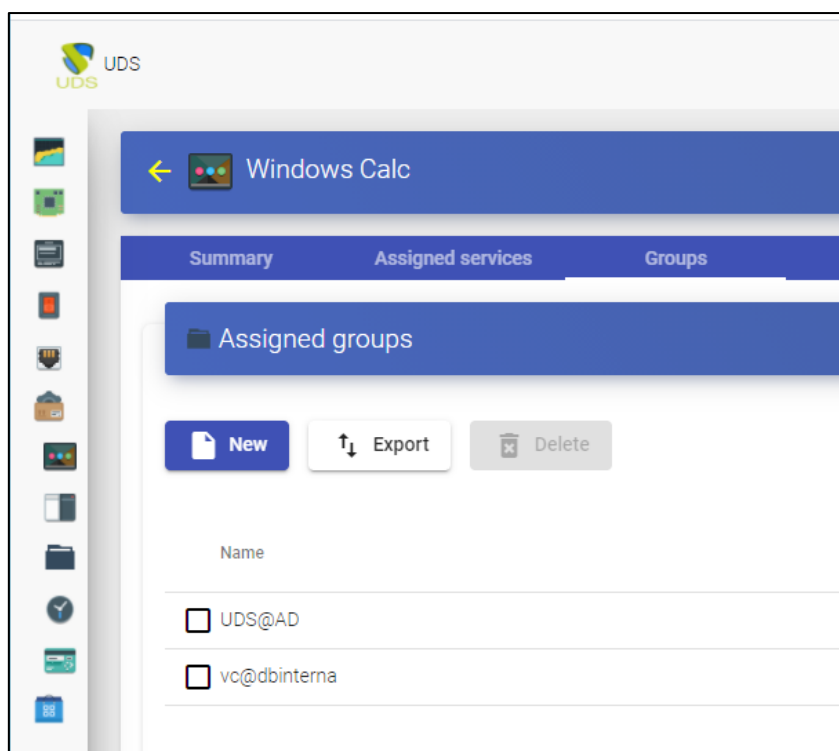 UDS
UDS
Windows Calc
Summary Assigned services Groups
Assigned groups
New Export Delete
Name
UDS@AD
vc@dbinterna